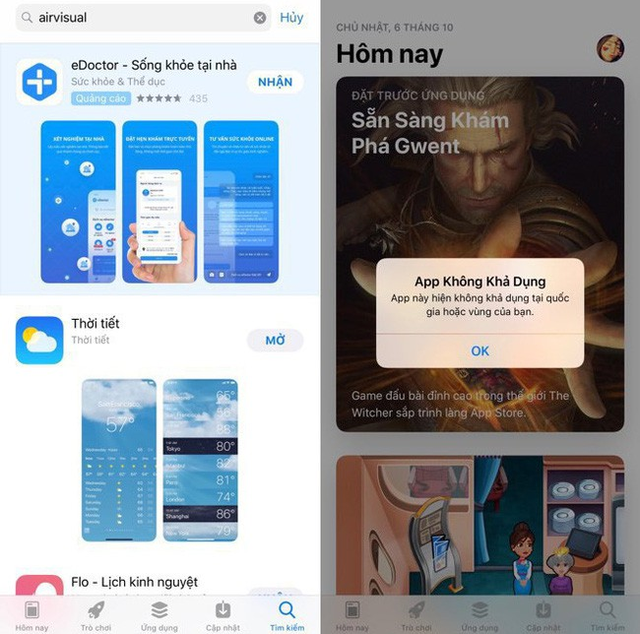 airvisual
Hủy
eDoctor - Sống khỏe tại nhà
Sức khỏe & Thể dục
Quảng cáo
435
NHẬN
XÉT NGHIỆM TẠI NHÀ
ĐẶT HẸN KHÁM TRỰC TUYẾN
TƯ VẤN SỨC KHỎE ONLINE
Thời tiết
Thời tiết
MỞ
San Francisco
57°
65°
Tokyo
80°
82°
Paris
81°
London
74°
Shanghai
86°
New York
79°
Flo - Lịch kinh nguyệt
Hôm nay
Trò chơi
Ứng dụng
Cập nhật
Tìm kiếm
CHỦ NHẬT, 6 THÁNG 10
Hôm nay
ĐẶT TRƯỚC ỨNG DỤNG
Sẵn Sàng Khám
Phá Gwent
App Không Khả Dụng
App này hiện không khả dụng tại quốc
gia hoặc vùng của bạn.
OK
Game đấu bài đỉnh cao trong thế giới The
Witcher sắp trình làng App Store.
Hôm nay
Trò chơi
Ứng dụng
Cập nhật
Tìm kiếm